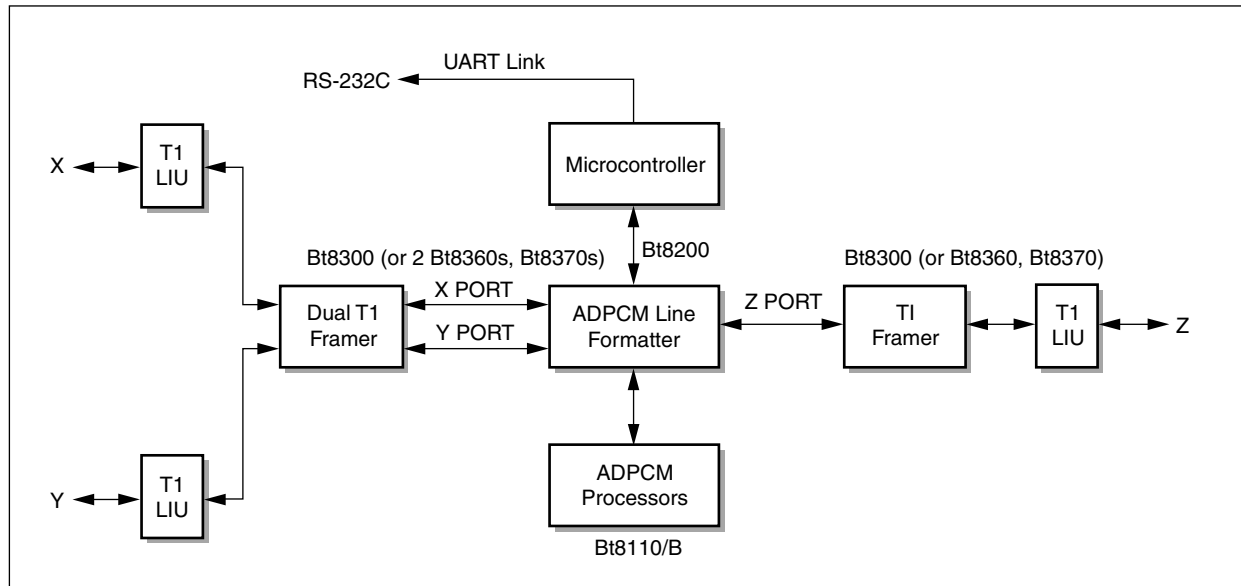 UART Link
RS-232C
T1
LIU
X
Microcontroller
Bt8200
Bt8300 (or 2 Bt8360s, Bt8370s)
Bt8300 (or Bt8360, Bt8370)
X PORT
Dual T1
Framer
Y PORT
ADPCM Line
Formatter
Z PORT
TI
Framer
T1
LIU
Z
T1
LIU
Y
ADPCM
Processors
Bt8110/B